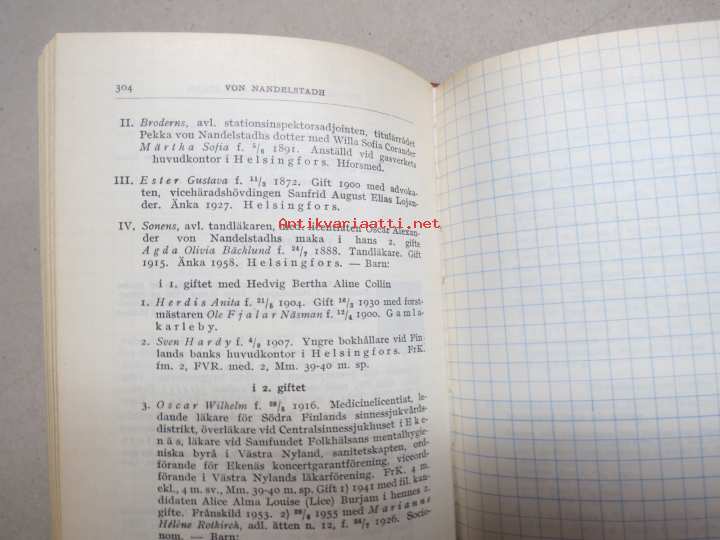 304 VON NANDELSTADH
II. Broderns, avl. stationsinspektorsadjointen, titulärrådet
Pekka von Nandelstadhs dotter med Willa Sofia Corander
Märtha Sofia f. 5/6 1891. Anställd vid gasverkets
huvudkontor i Helsingfors. Hforsmed.
III. Ester Gustava f. 11/3 1872. Gift 1900 med advoka-
ten, vicehäradshövdingen Sanfrid August Elias Lojan-
der. Änka 1927. Helsingfors.
IV. Sonens, avl. tandläkaren, med. licentiaten Oscar Alexan-
der von Nandelstadhs maka i hans 2. gifte
Agda Olivia Bäcklund f. 24/7 1888. Tandläkare. Gift
1915. Änka 1958. Helsingfors. — Barn:
i 1. giftet med Hedvig Bertha Aline Collin
1. Herdis Anita f. 21/5 1904. Gift 16/3 1930 med forst-
mästaren Ole Fjalar Näsman f. 12/4 1900. Gamla-
karleby.
2. Sven Hardy f. 4/9 1907. Yngre bokhållare vid Fin-
lands banks huvudkontor i Helsingfors. FrK.
fm. 2, FVR. med. 2, Mm. 39-40 m. sp.
i 2. giftet
3. Oscar Wilhelm f. 1916. Medicinelicentiat, le-
dande läkare för Södra Finlands sinnessjukvårds-
distrikt, överläkare vid Centralsinnessjukhuset i Eke-
näs, läkare vid Samfundet Folkhälsans mentalhygie-
niska byrå i Västra Nyland, sanitetskapten, ord-
förande för Ekenäs koncertgarantförening, viceord-
förande i Västra Nylands läkarförening. FrK. 4 m.
ekl., 4 m. sv., Mm. 39-40 m. sp. Gift 1) 1941 med fil. kan-
didaten Alice Alma Louise (Lice) Burjam i hennes 2.
gifte. Frånskild 1953. 2) 1955 med Marianne
Hélène Rotkirch, adl. ätten n. 12, f. 1926. Socio-
nom. — Barn:
Antikvariaatti.net